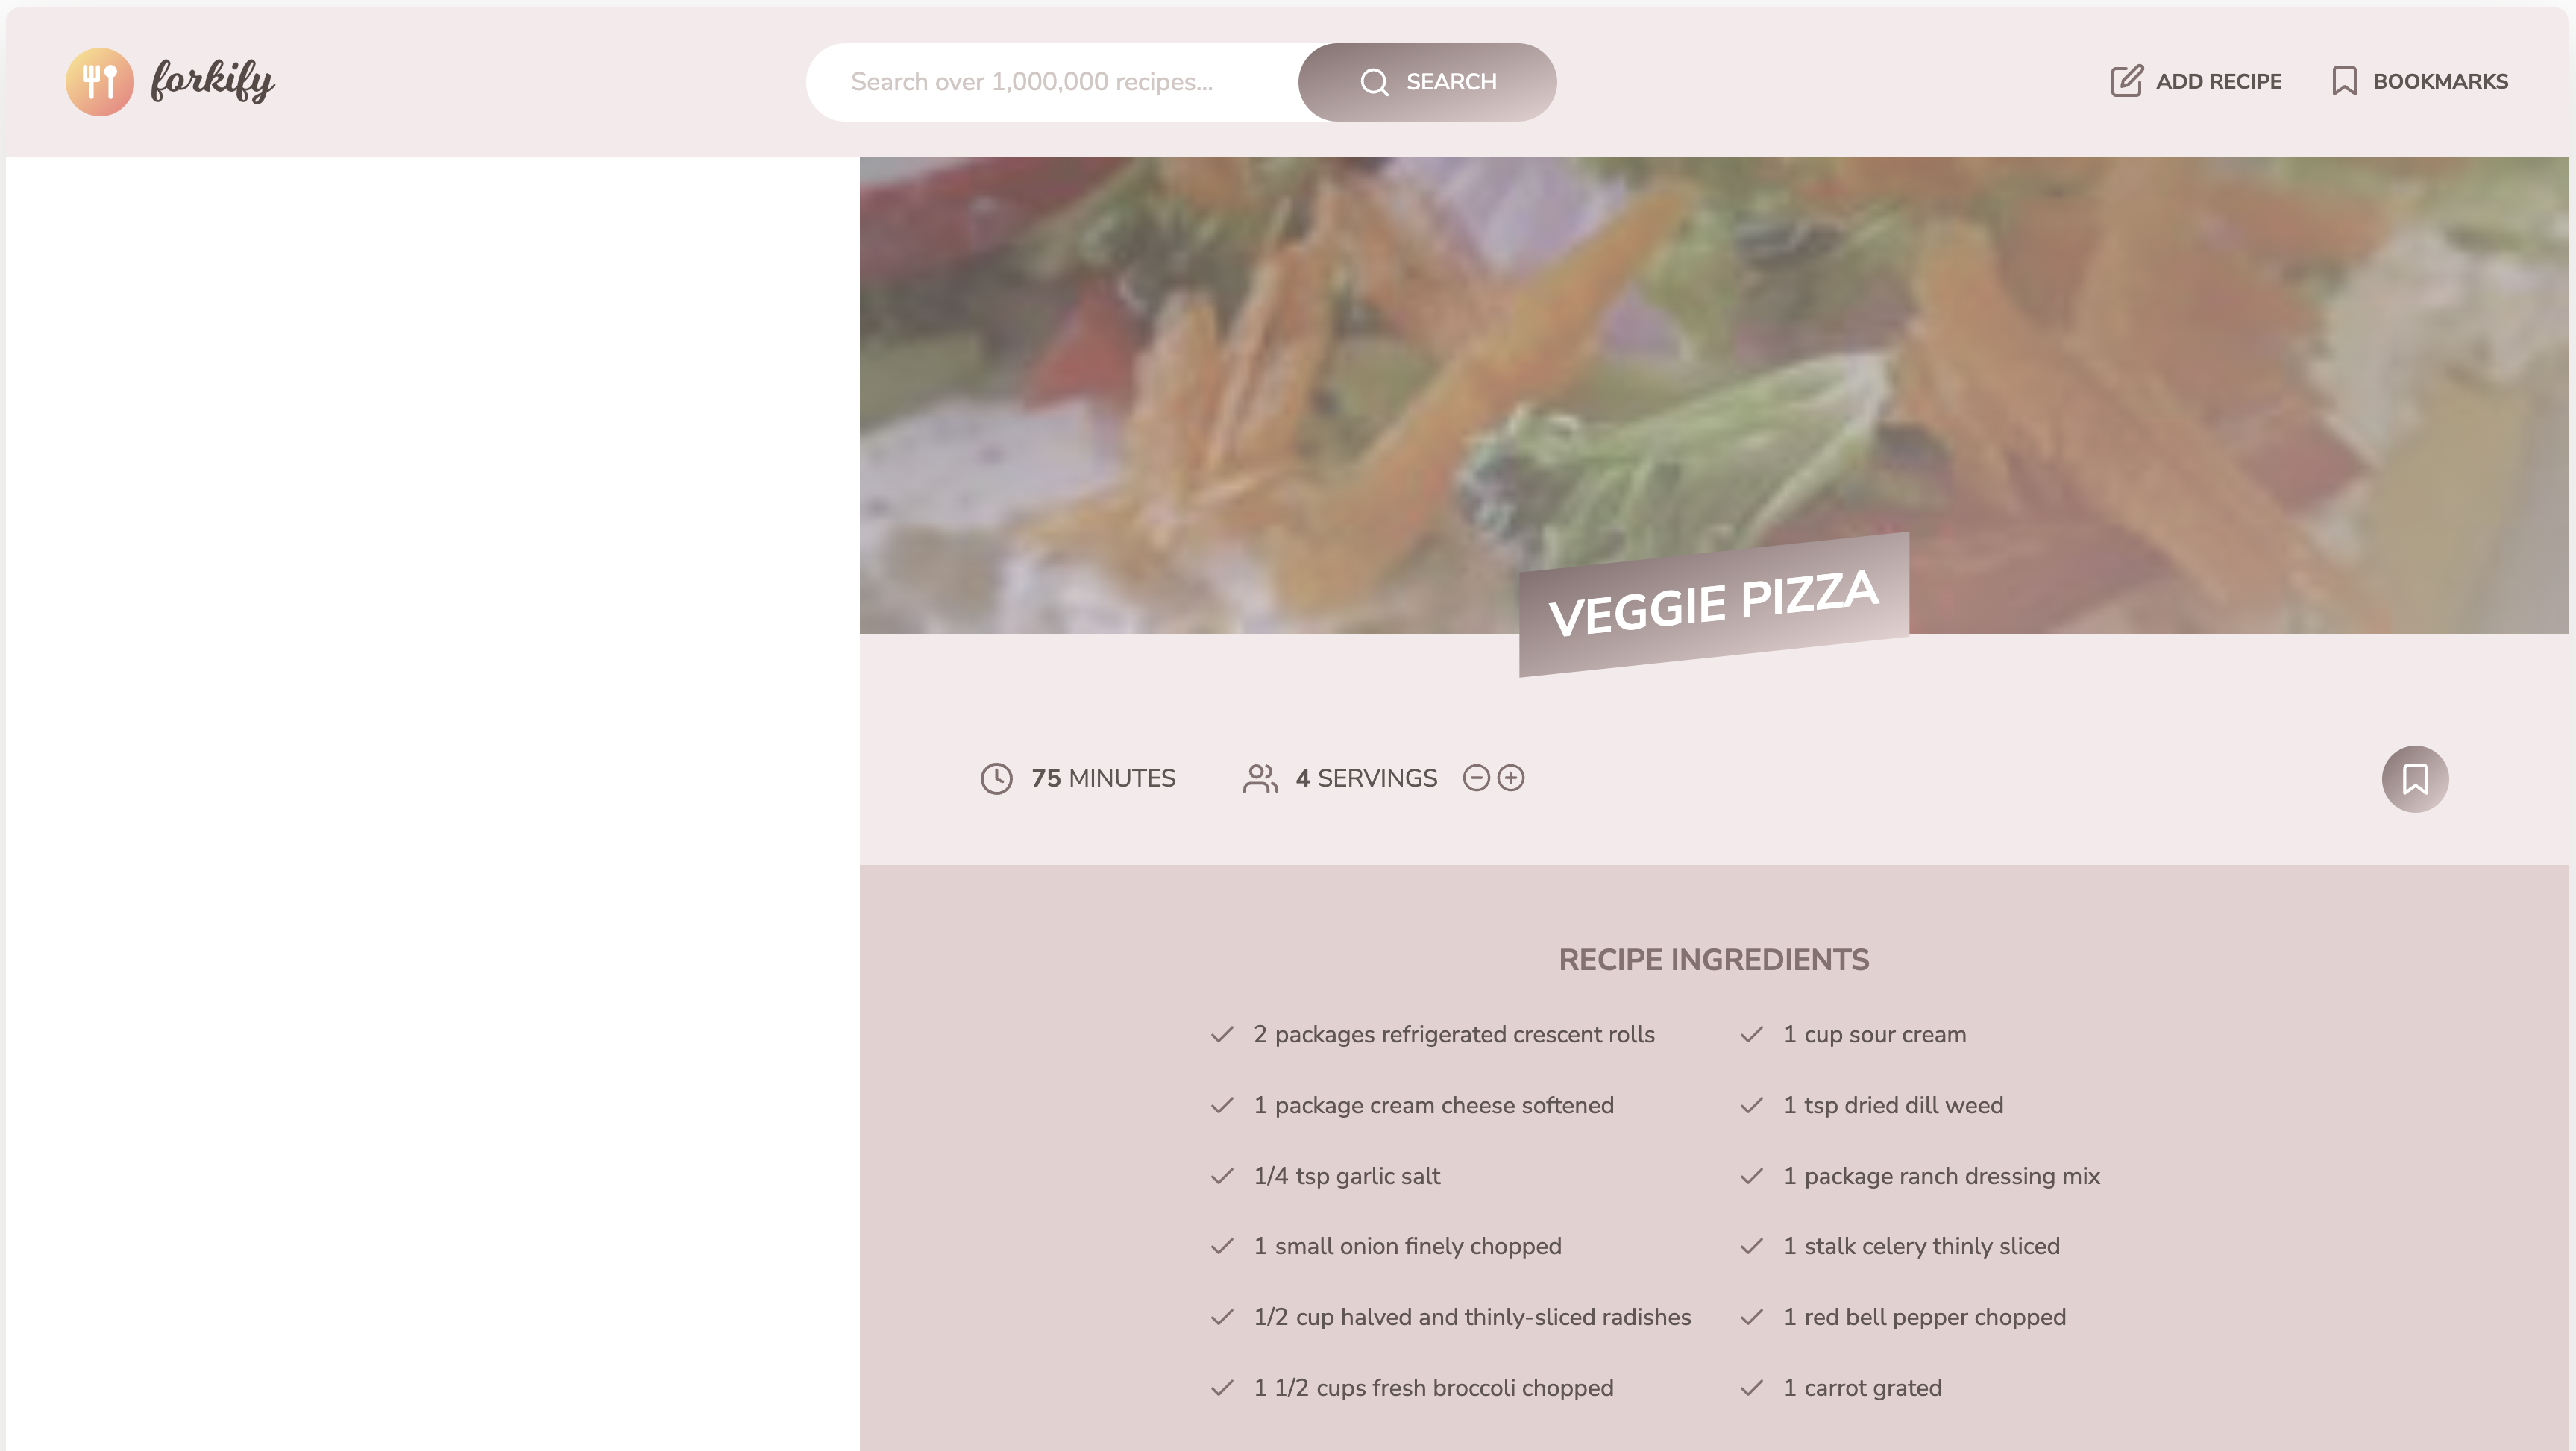 forkify
Search over 1,000,000 recipes...
SEARCH
ADD RECIPE
BOOKMARKS
VEGGIE PIZZA
75 MINUTES
4 SERVINGS
RECIPE INGREDIENTS
2 packages refrigerated crescent rolls
1 cup sour cream
1 package cream cheese softened
1 tsp dried dill weed
1/4 tsp garlic salt
1 package ranch dressing mix
1 small onion finely chopped
1 stalk celery thinly sliced
1/2 cup halved and thinly-sliced radishes
1 red bell pepper chopped
1 1/2 cups fresh broccoli chopped
1 carrot grated